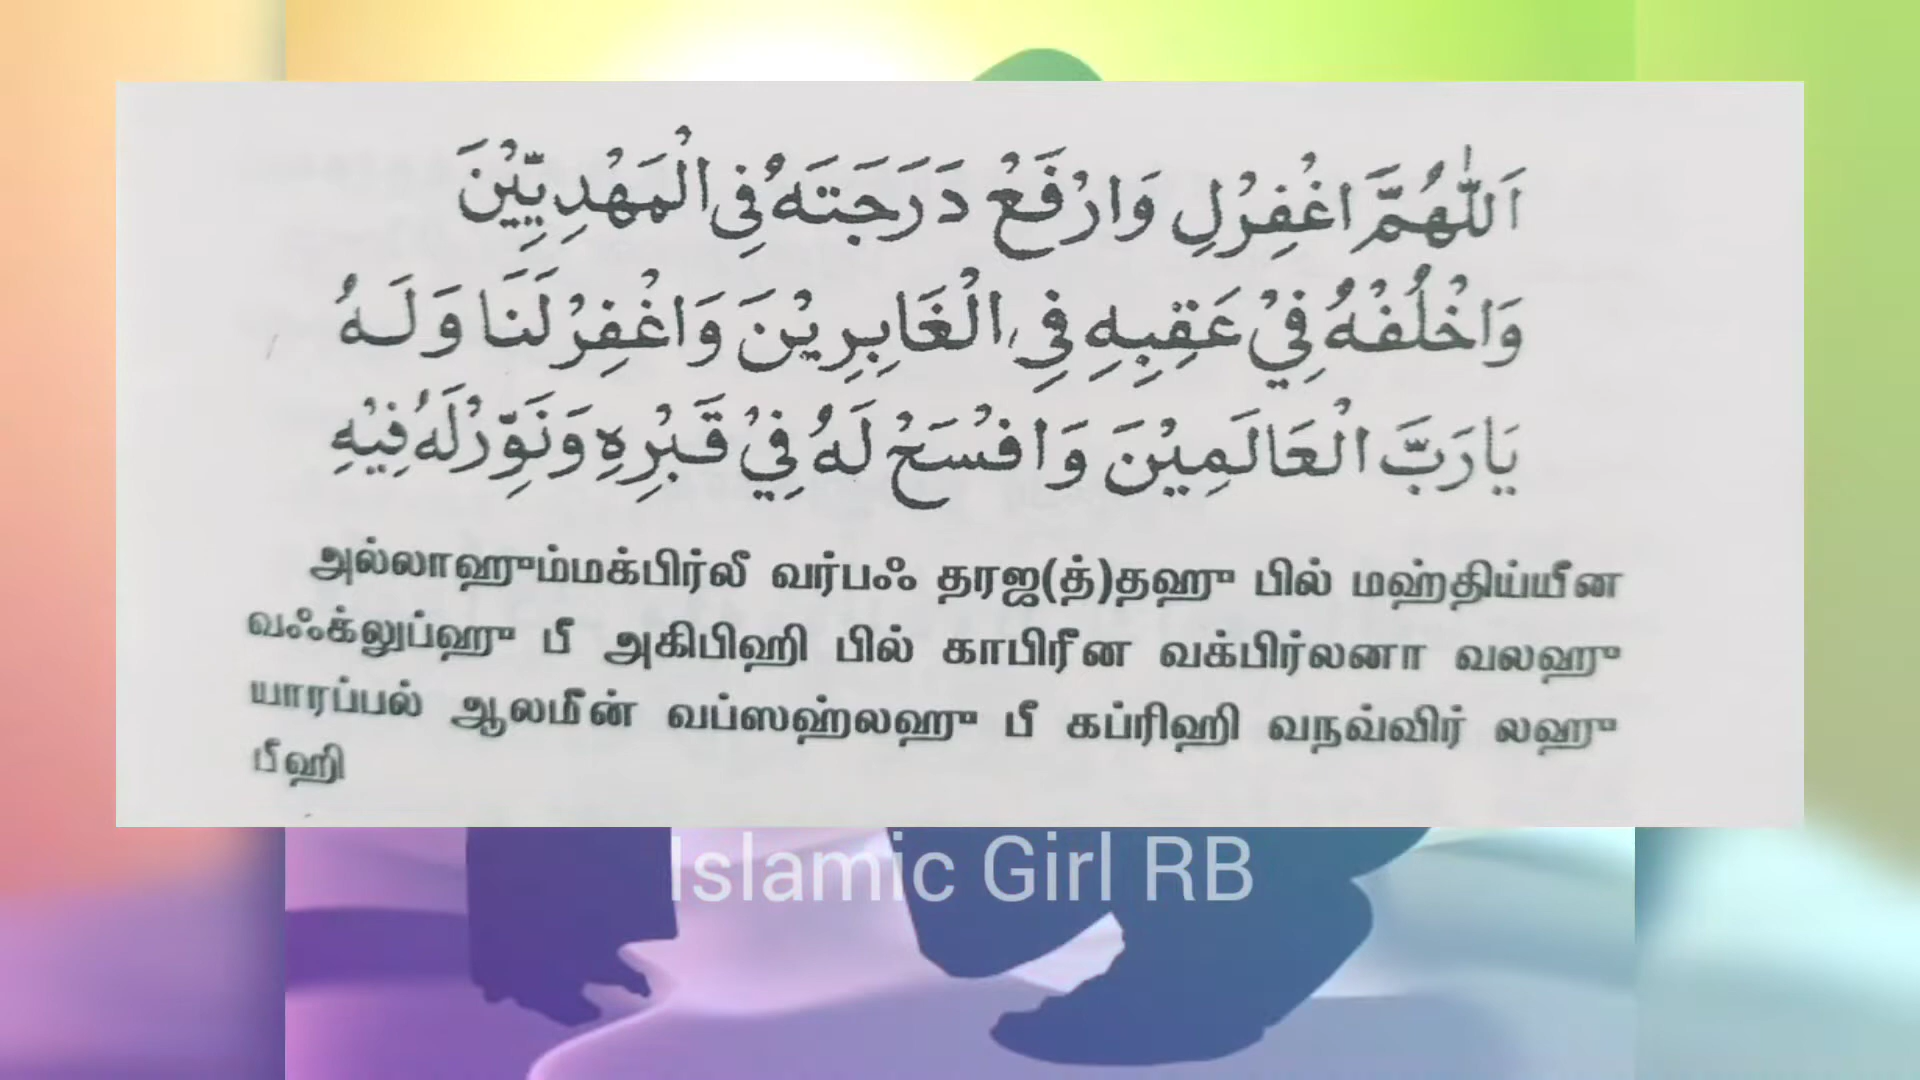 اَللّٰهُمَّ اغْفِرْلِ وَارْفَعْ دَرَجَتَهُ فِى الْمَهْدِيِّيْنَ
وَاخْلُفْهُ فِيْ عَقِبِهِ فِى الْغَابِرِيْنَ وَاغْفِرْلَنَا وَلَهُ
يَارَبَّ الْعَالَمِيْنَ وَافْسَحْ لَهُ فِيْ قَبْرِهِ وَنَوِّرْلَهُ فِيْهِ
அல்லாஹும்மக்பிர்லீ வர்பஃ தரஜ(த்)தஹு பில் மஹ்திய்யீன
வஃக்லுப்ஹு பீ அகிபிஹி பில் காபிரீன வக்பிர்லனா வலஹு
யாரப்பல் ஆலமீன் வப்ஸஹ்லஹு பீ கப்ரிஹி வநவ்விர் லஹு
பீஹி
Islamic Girl RB